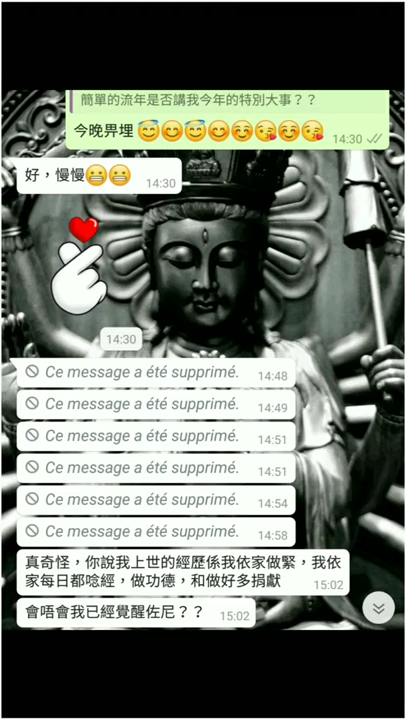 簡單的流年是否講我今年的特別大事？？
今晚畀埋 😇😊😇😊☺️😘☺️😘
14:30
好，慢慢😬😬
14:30
14:30
Ce message a été supprimé.
14:48
Ce message a été supprimé.
14:49
Ce message a été supprimé.
14:51
Ce message a été supprimé.
14:51
Ce message a été supprimé.
14:54
Ce message a été supprimé.
14:58
真奇怪，你說我上世的經歷係我依家做緊，我依
家每日都唸經，做功德，和做好多捐獻
15:02
會唔會我已經覺醒佐尼？？
15:02